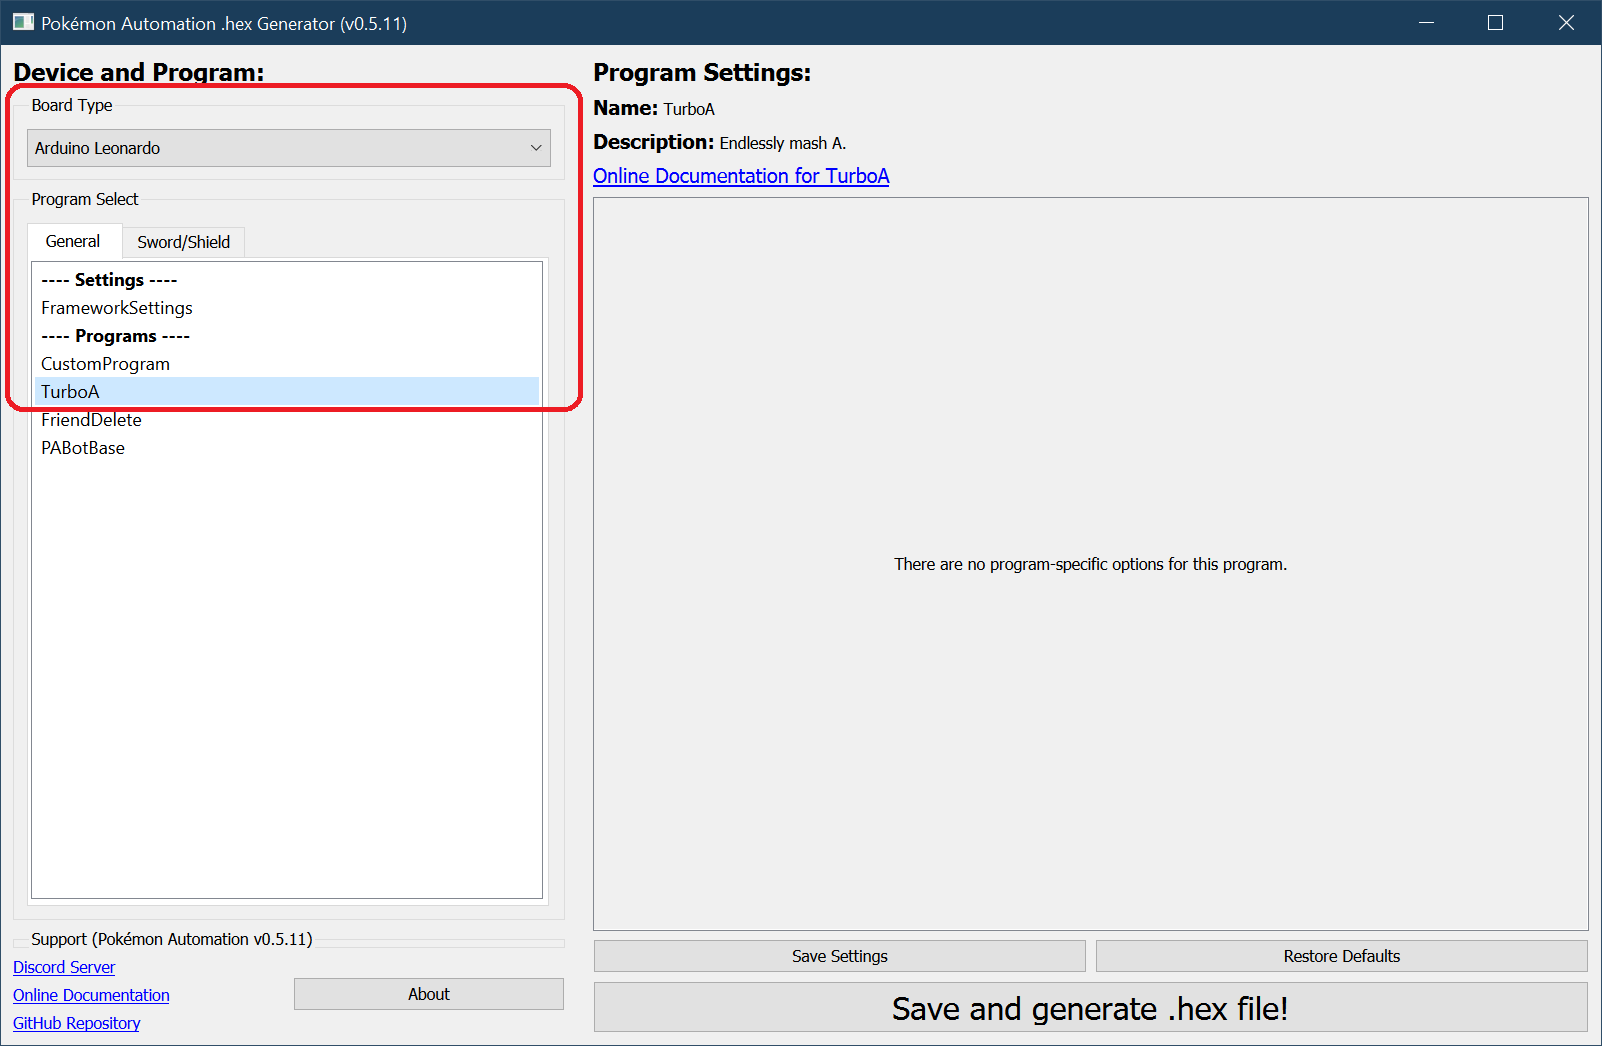 Pokémon Automation .hex Generator (v0.5.11)
Device and Program:
Board Type
Arduino Leonardo
Program Select
General
Sword/Shield
---- Settings ----
FrameworkSettings
---- Programs ----
CustomProgram
TurboA
FriendDelete
PABotBase
Support (Pokémon Automation v0.5.11)
Discord Server
Online Documentation
GitHub Repository
About
Program Settings:
Name: TurboA
Description: Endlessly mash A.
Online Documentation for TurboA
There are no program-specific options for this program.
Save Settings
Restore Defaults
Save and generate .hex file!